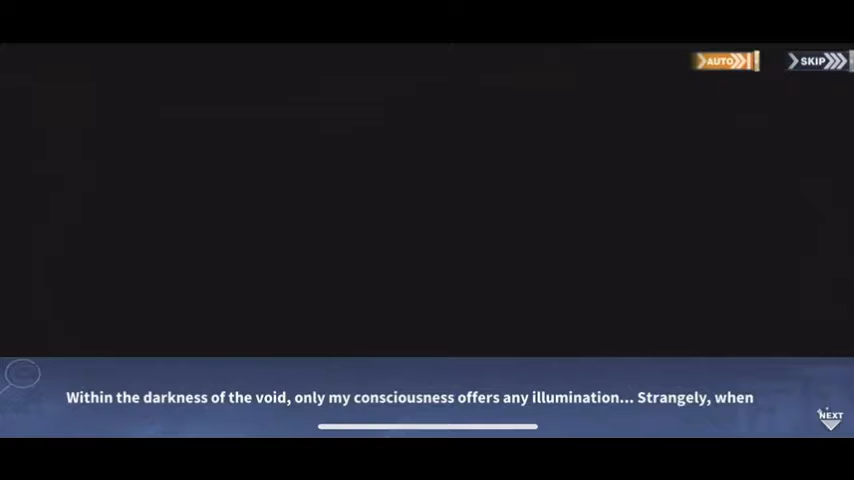 AUTO
SKIP
Within the darkness of the void, only my consciousness offers any illumination... Strangely, when
NEXT